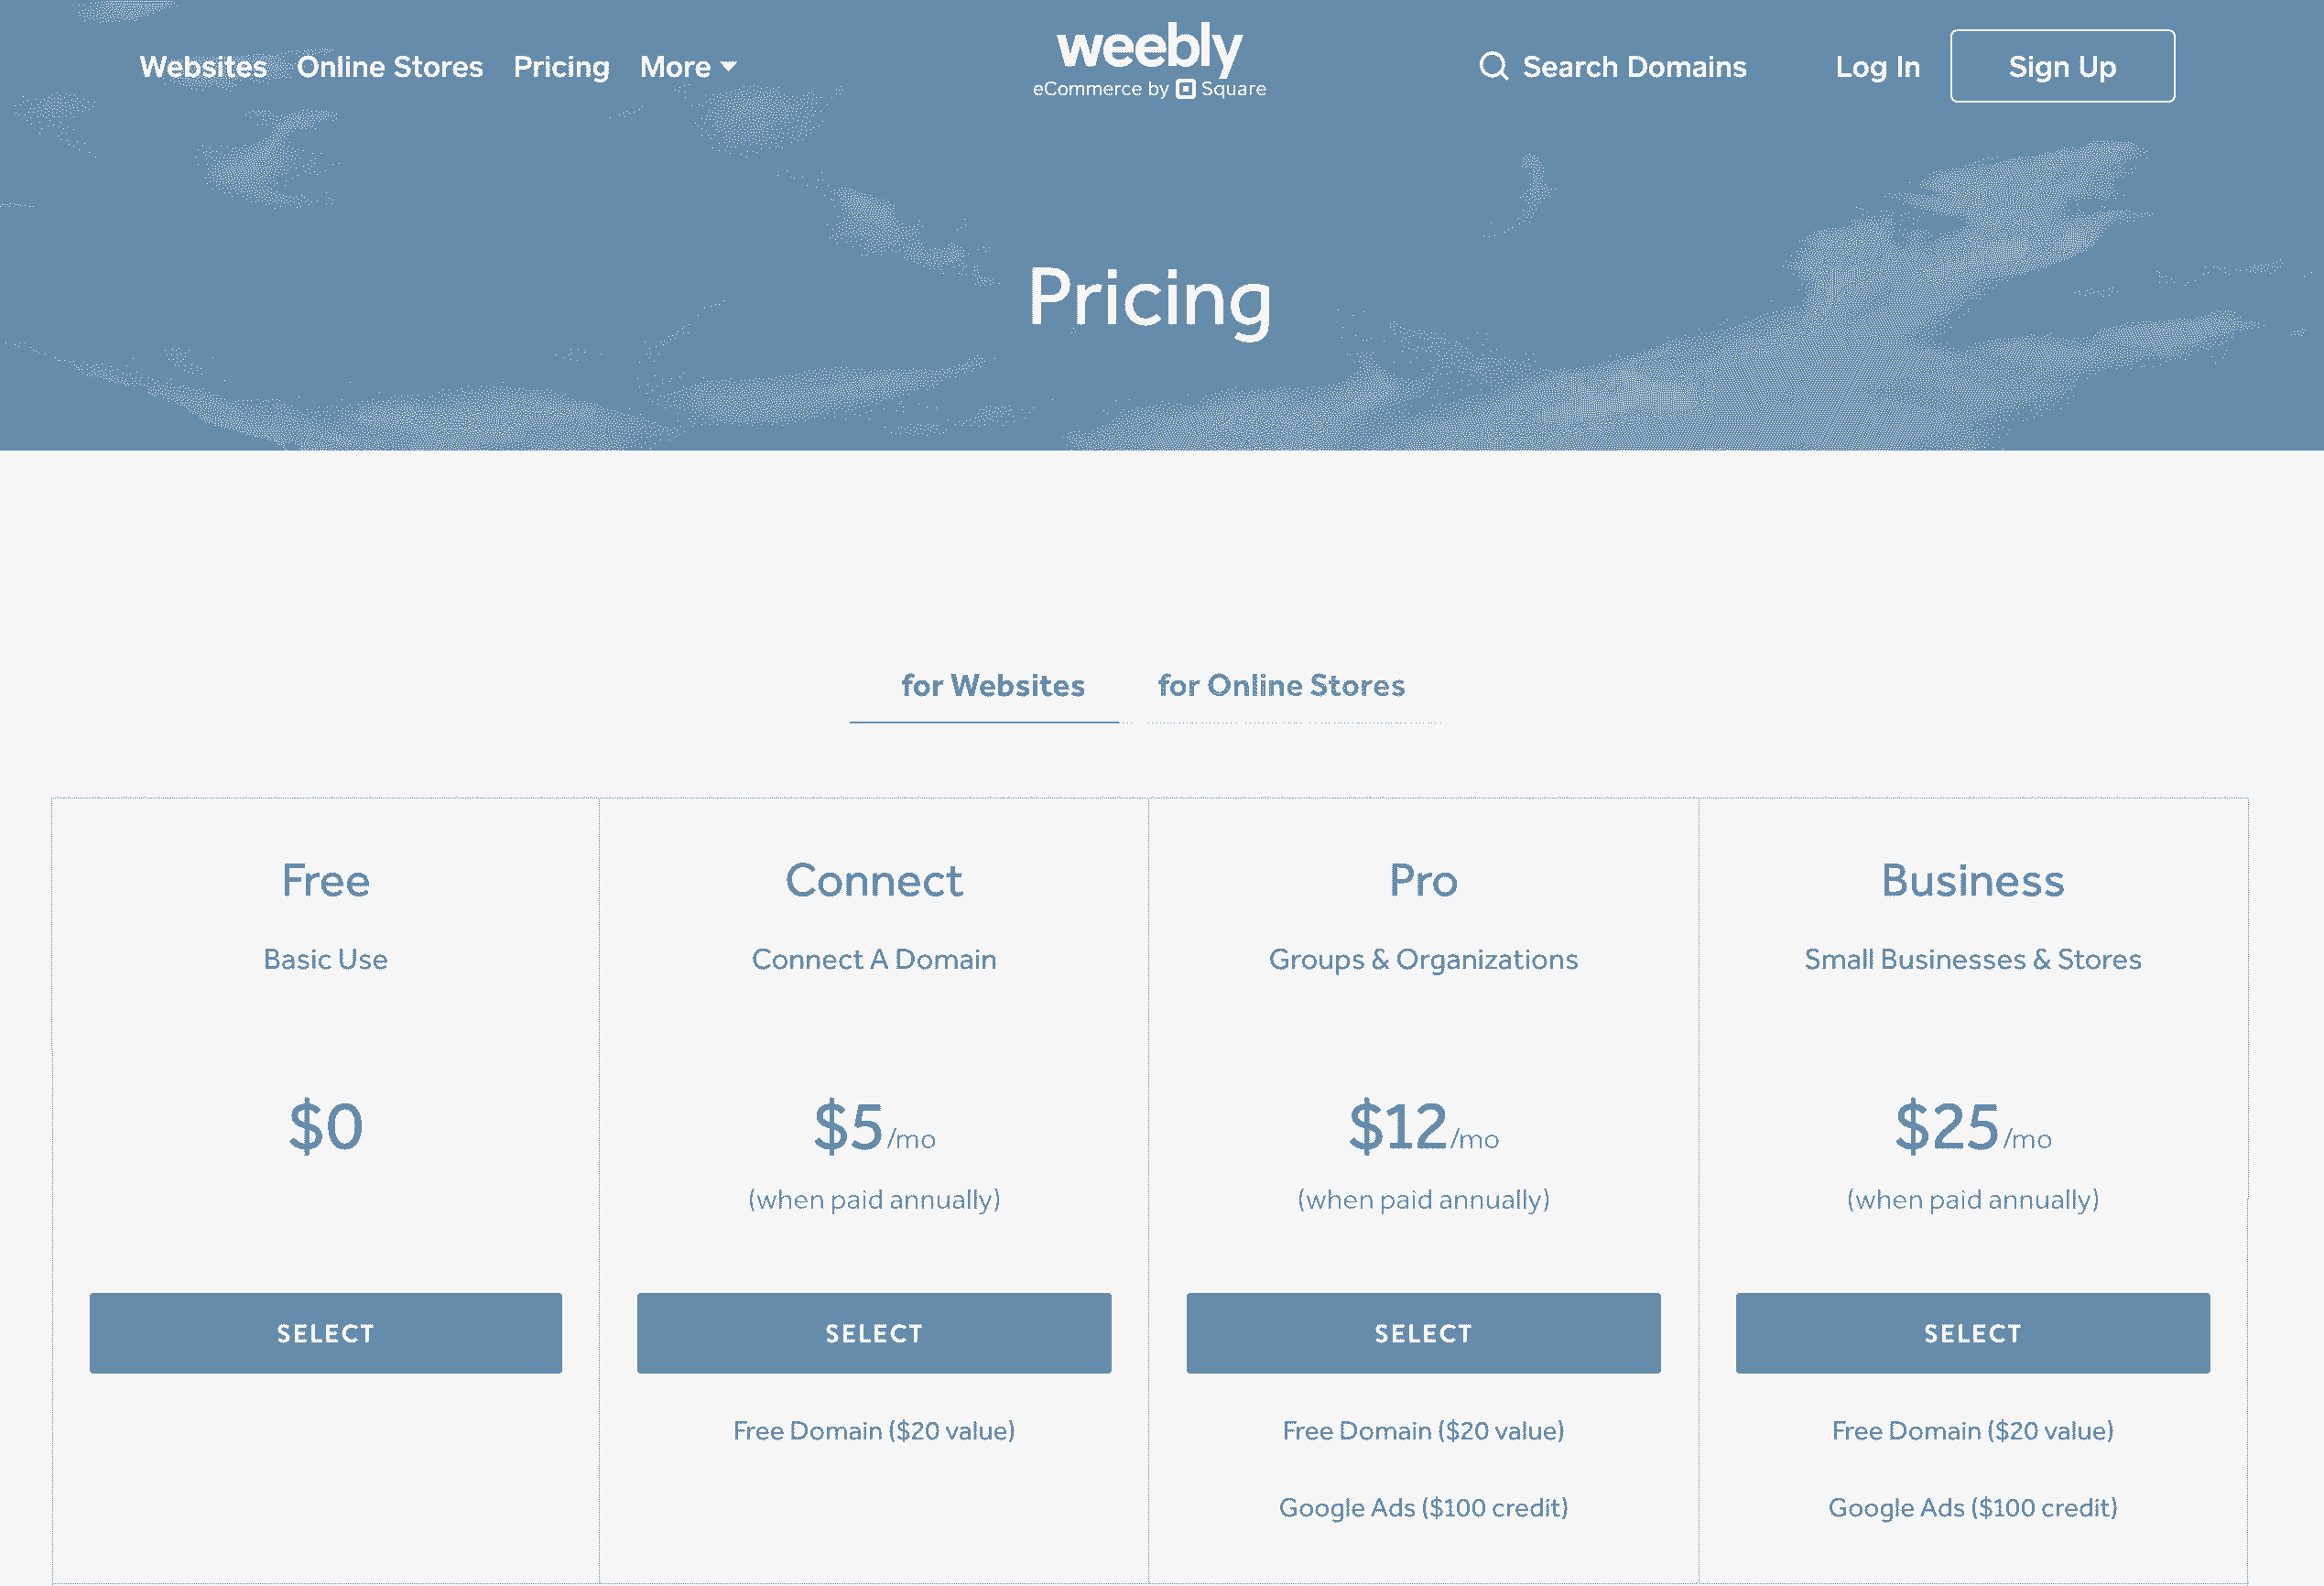 Websites Online Stores Pricing More
weebly
eCommerce by Square
Search Domains Log In Sign Up
Pricing
for Websites for Online Stores
Free
Basic Use
$0
SELECT
Connect
Connect A Domain
$5/mo
(when paid annually)
SELECT
Free Domain ($20 value)
Pro
Groups & Organizations
$12/mo
(when paid annually)
SELECT
Free Domain ($20 value)
Google Ads ($100 credit)
Business
Small Businesses & Stores
$25/mo
(when paid annually)
SELECT
Free Domain ($20 value)
Google Ads ($100 credit)